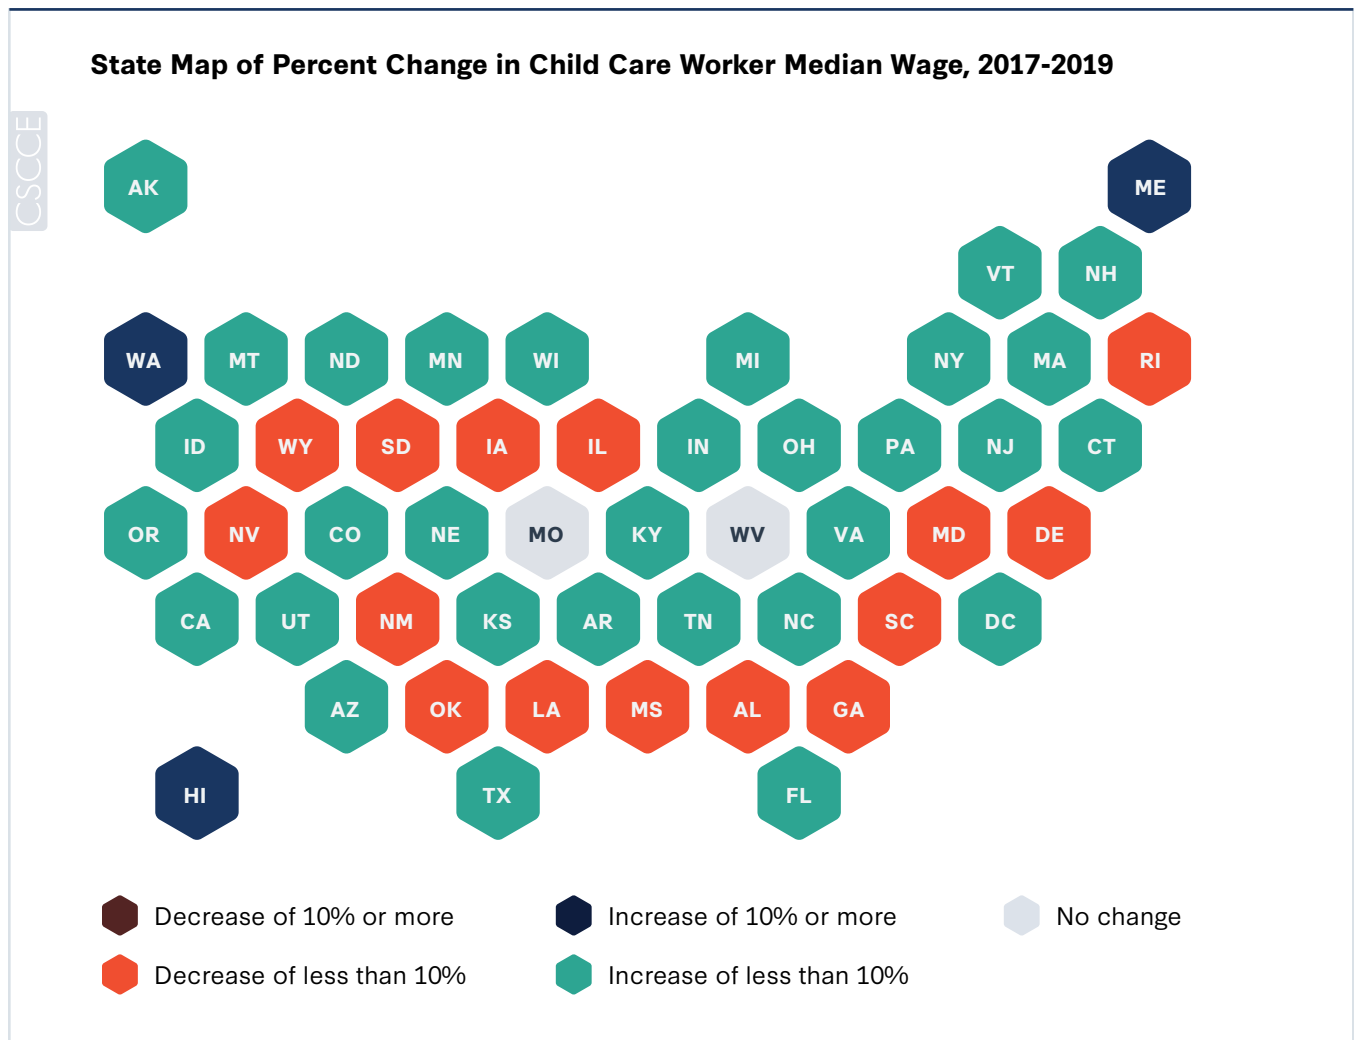 State Map of Percent Change in Child Care Worker Median Wage, 2017-2019
CSCCE
AK
ME
VT NH
WA MT ND MN WI MI NY MA RI
ID WY SD IA IL IN OH PA NJ CT
OR NV CO NE MO KY WV VA MD DE
CA UT NM KS AR TN NC SC DC
AZ OK LA MS AL GA
HI TX FL
Decrease of 10% or more
Increase of 10% or more
No change
Decrease of less than 10%
Increase of less than 10%